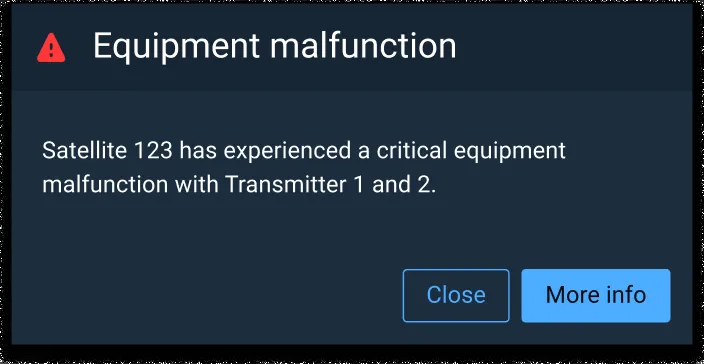 Equipment malfunction
Satellite 123 has experienced a critical equipment
malfunction with Transmitter 1 and 2.
Close
More info